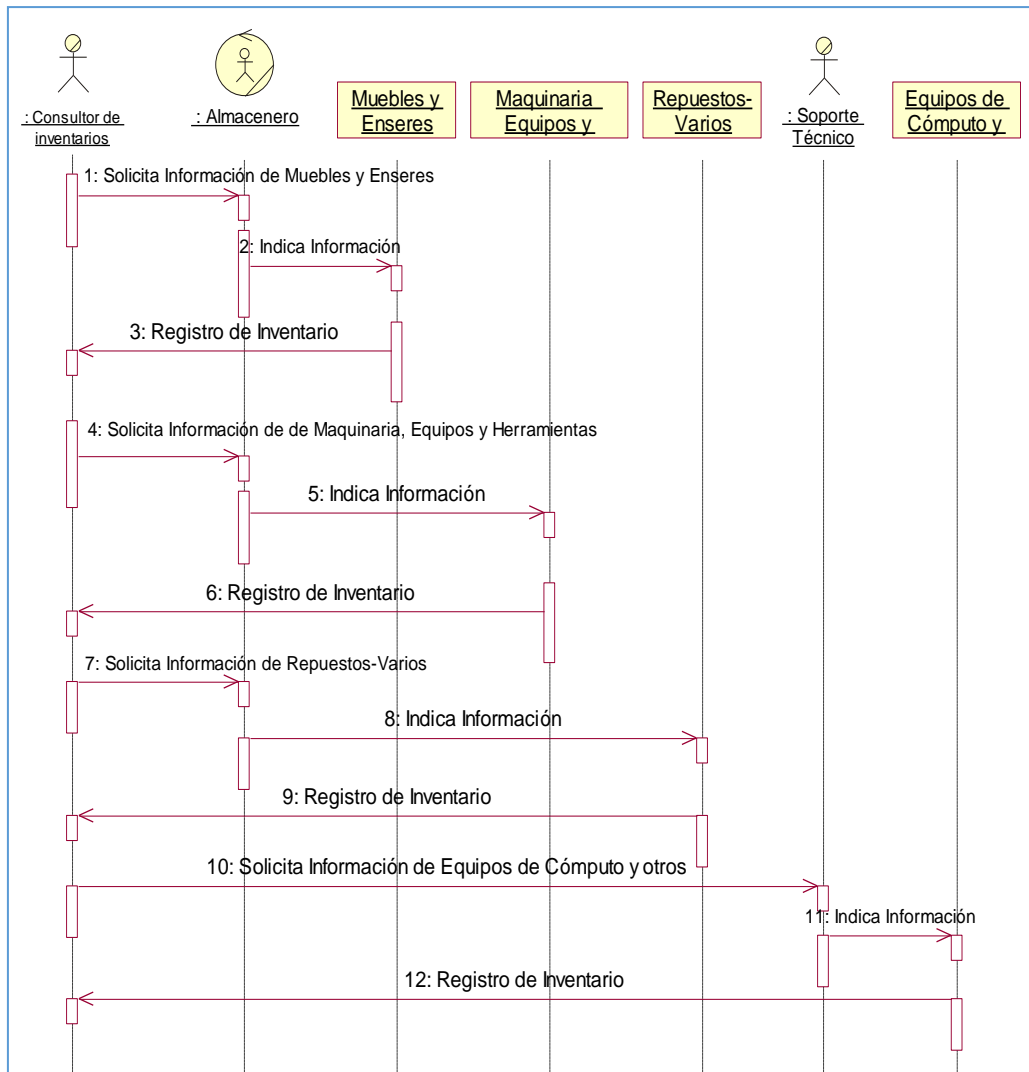 : Consultor de
inventarios
: Almacenero
Muebles y
Enseres
Maquinaria
Equipos y
Repuestos-
Varios
: Soporte
Técnico
Equipos de
Cómputo y
1: Solicita Información de Muebles y Enseres
2: Indica Información
3: Registro de Inventario
4: Solicita Información de de Maquinaria, Equipos y Herramientas
5: Indica Información
6: Registro de Inventario
7: Solicita Información de Repuestos-Varios
8: Indica Información
9: Registro de Inventario
10: Solicita Información de Equipos de Cómputo y otros
11: Indica Información
12: Registro de Inventario